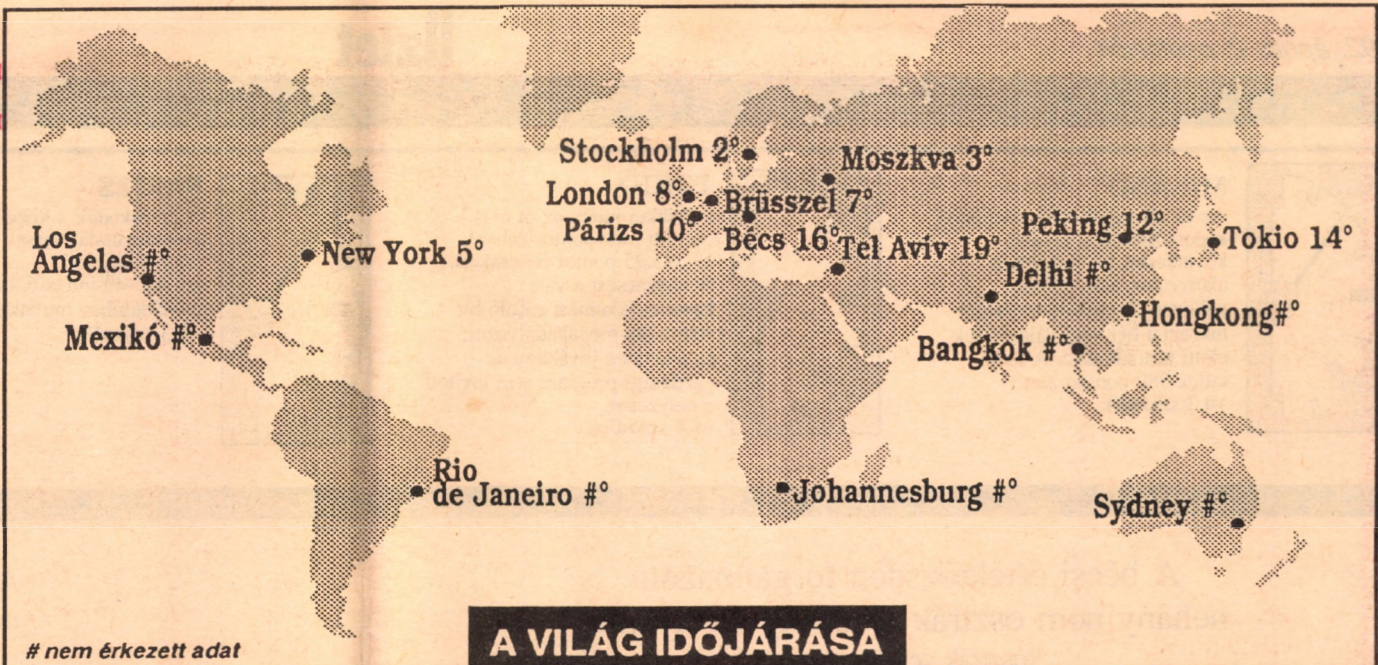 Stockholm 2°
Moszkva 3°
London 8°
Brüsszel 7°
Párizs 10°
Bécs 16°
Tel Aviv 19°
Peking 12°
Tokio 14°
Los
Angeles #°
New York 5°
Delhi #°
Hongkong#°
Mexikó #°
Bangkok #°
Rio
de Janeiro #°
Johannesburg #°
Sydney #°
# nem érkezett adat
A VILÁG IDŐJÁRÁSA